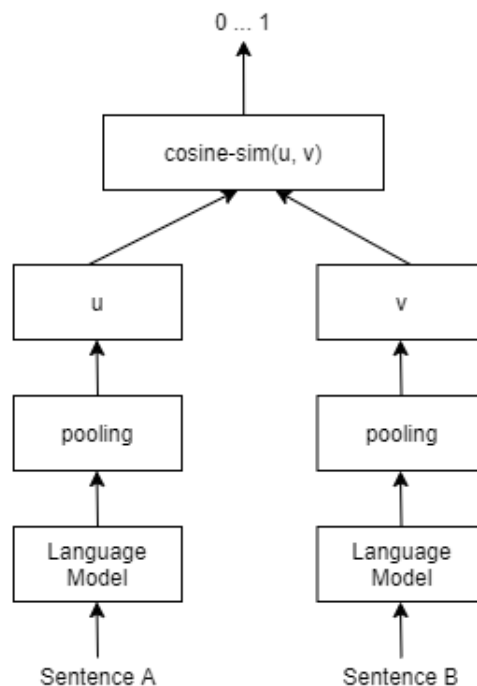 0 ... 1
cosine-sim(u, v)
u
v
pooling
pooling
Language
Model
Language
Model
Sentence A
Sentence B